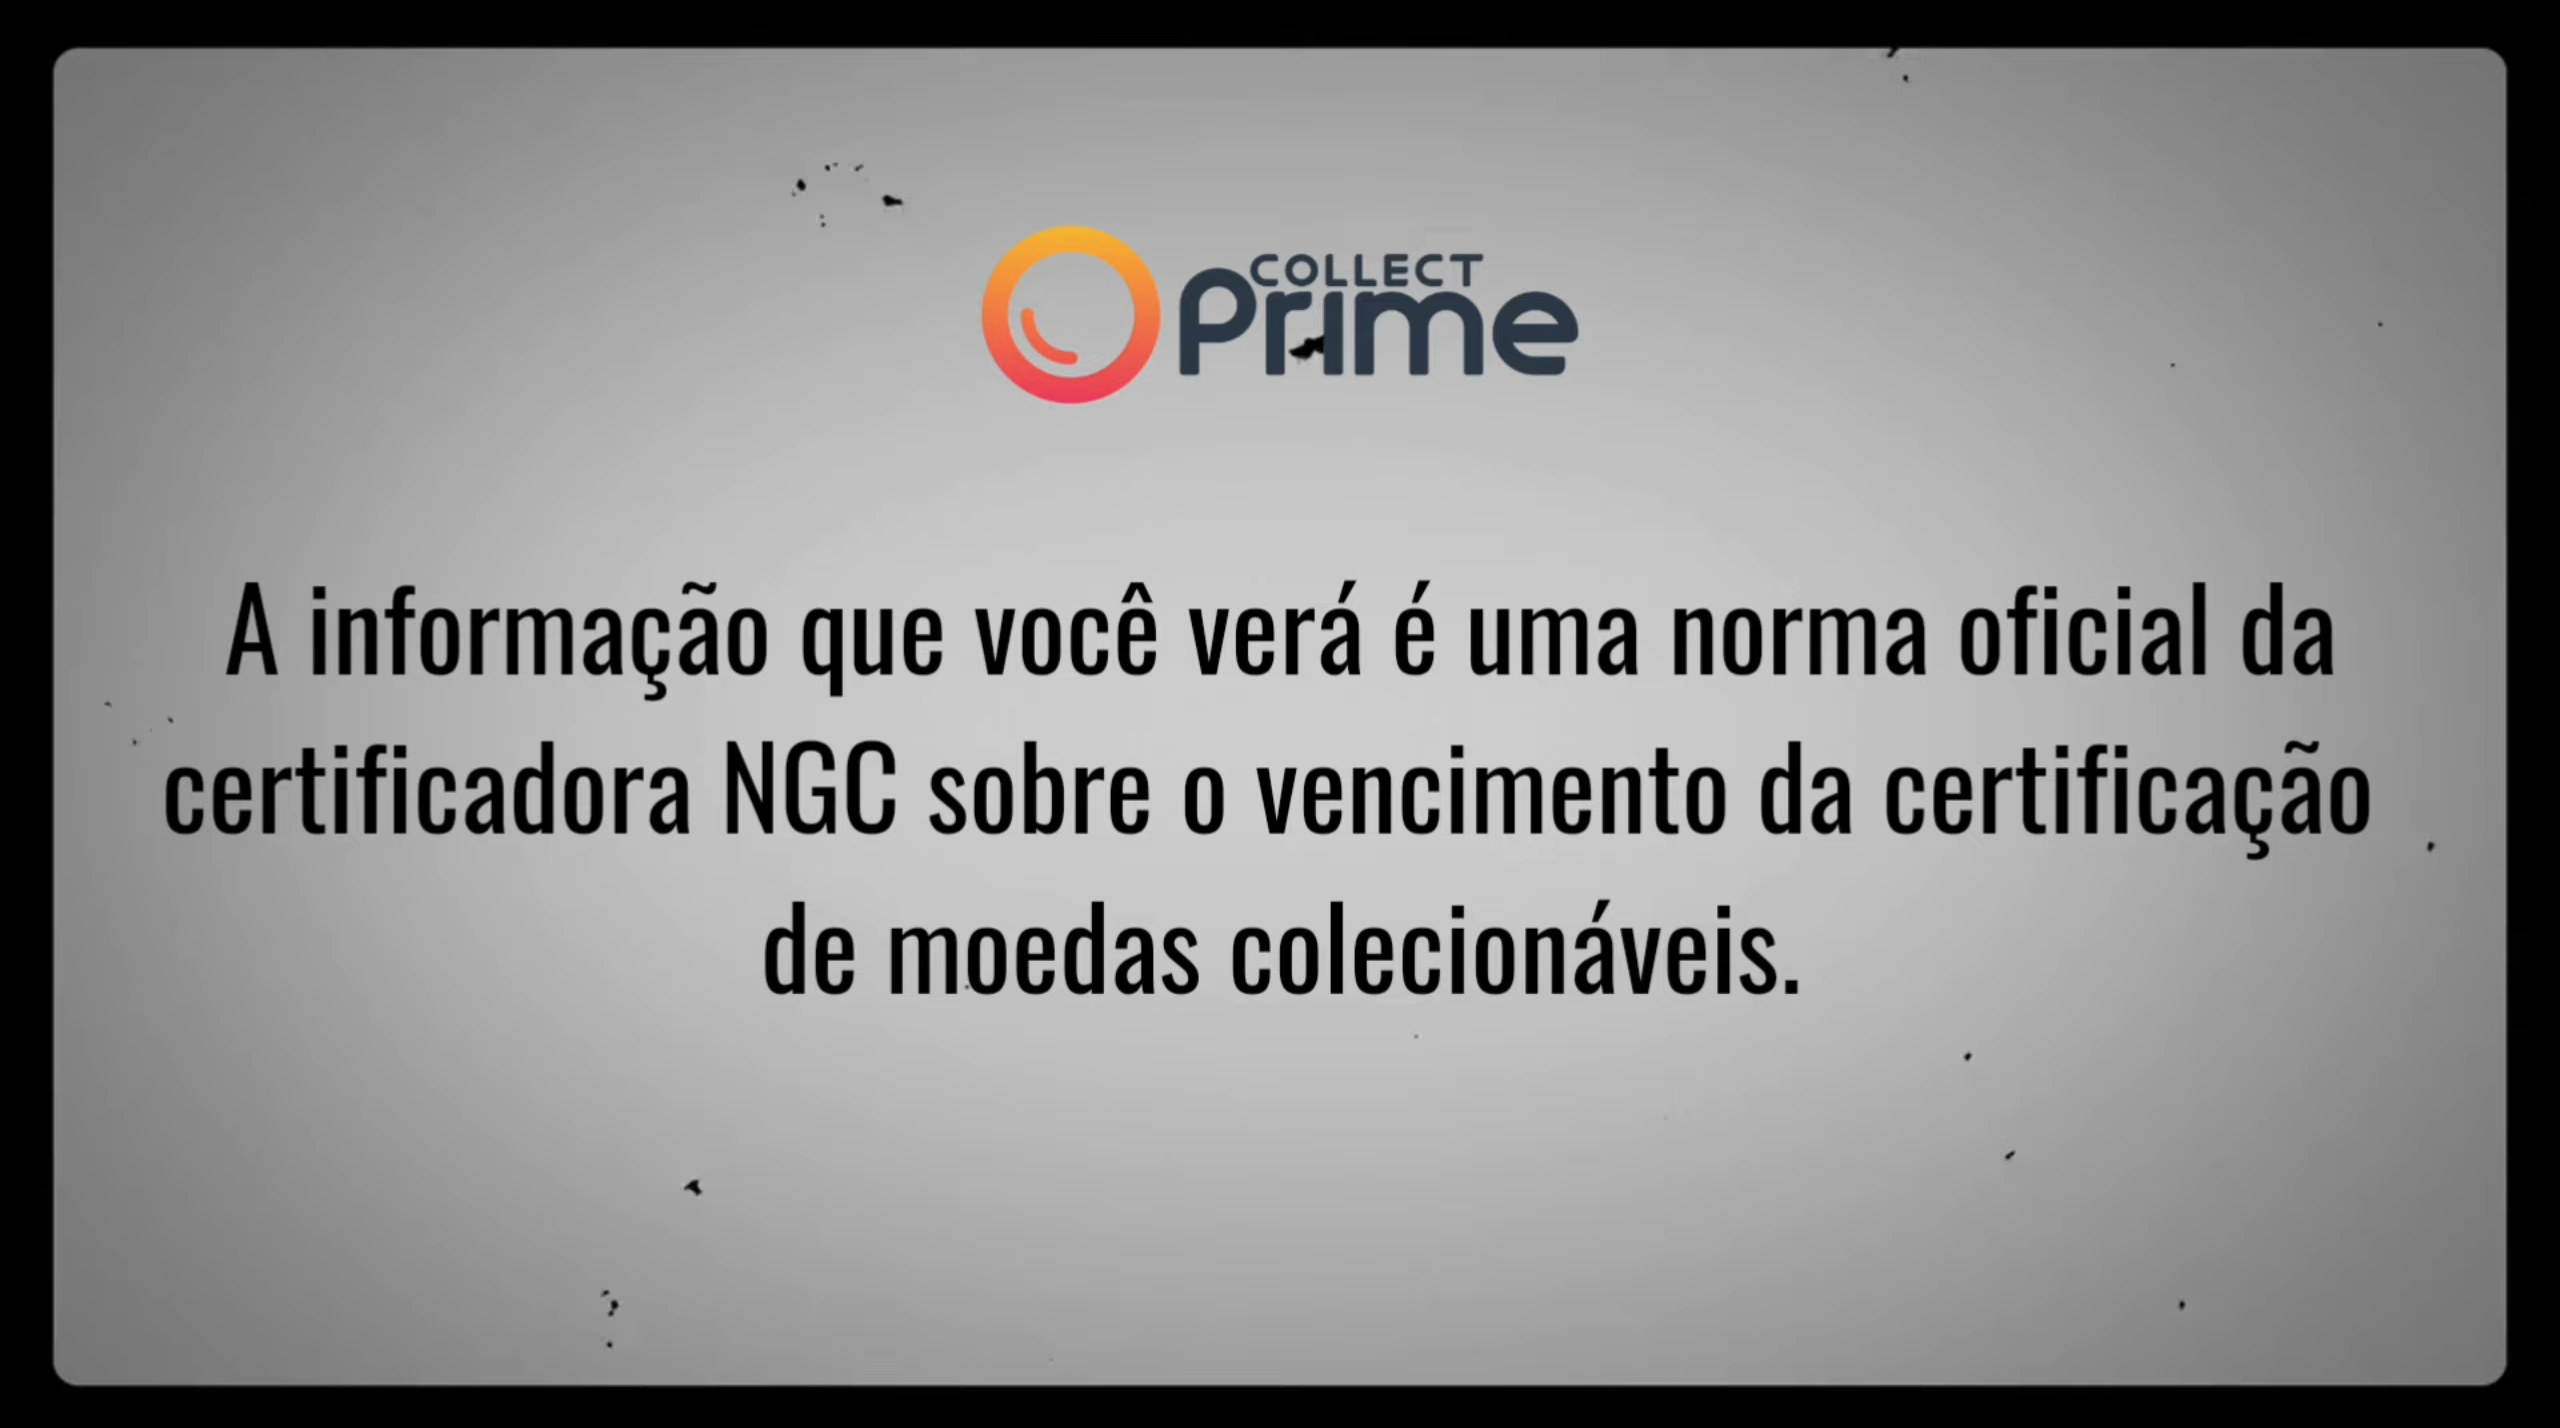 COLLECT
Prime
A informação que você verá é uma norma oficial da
certificadora NGC sobre o vencimento da certificação
de moedas colecionáveis.